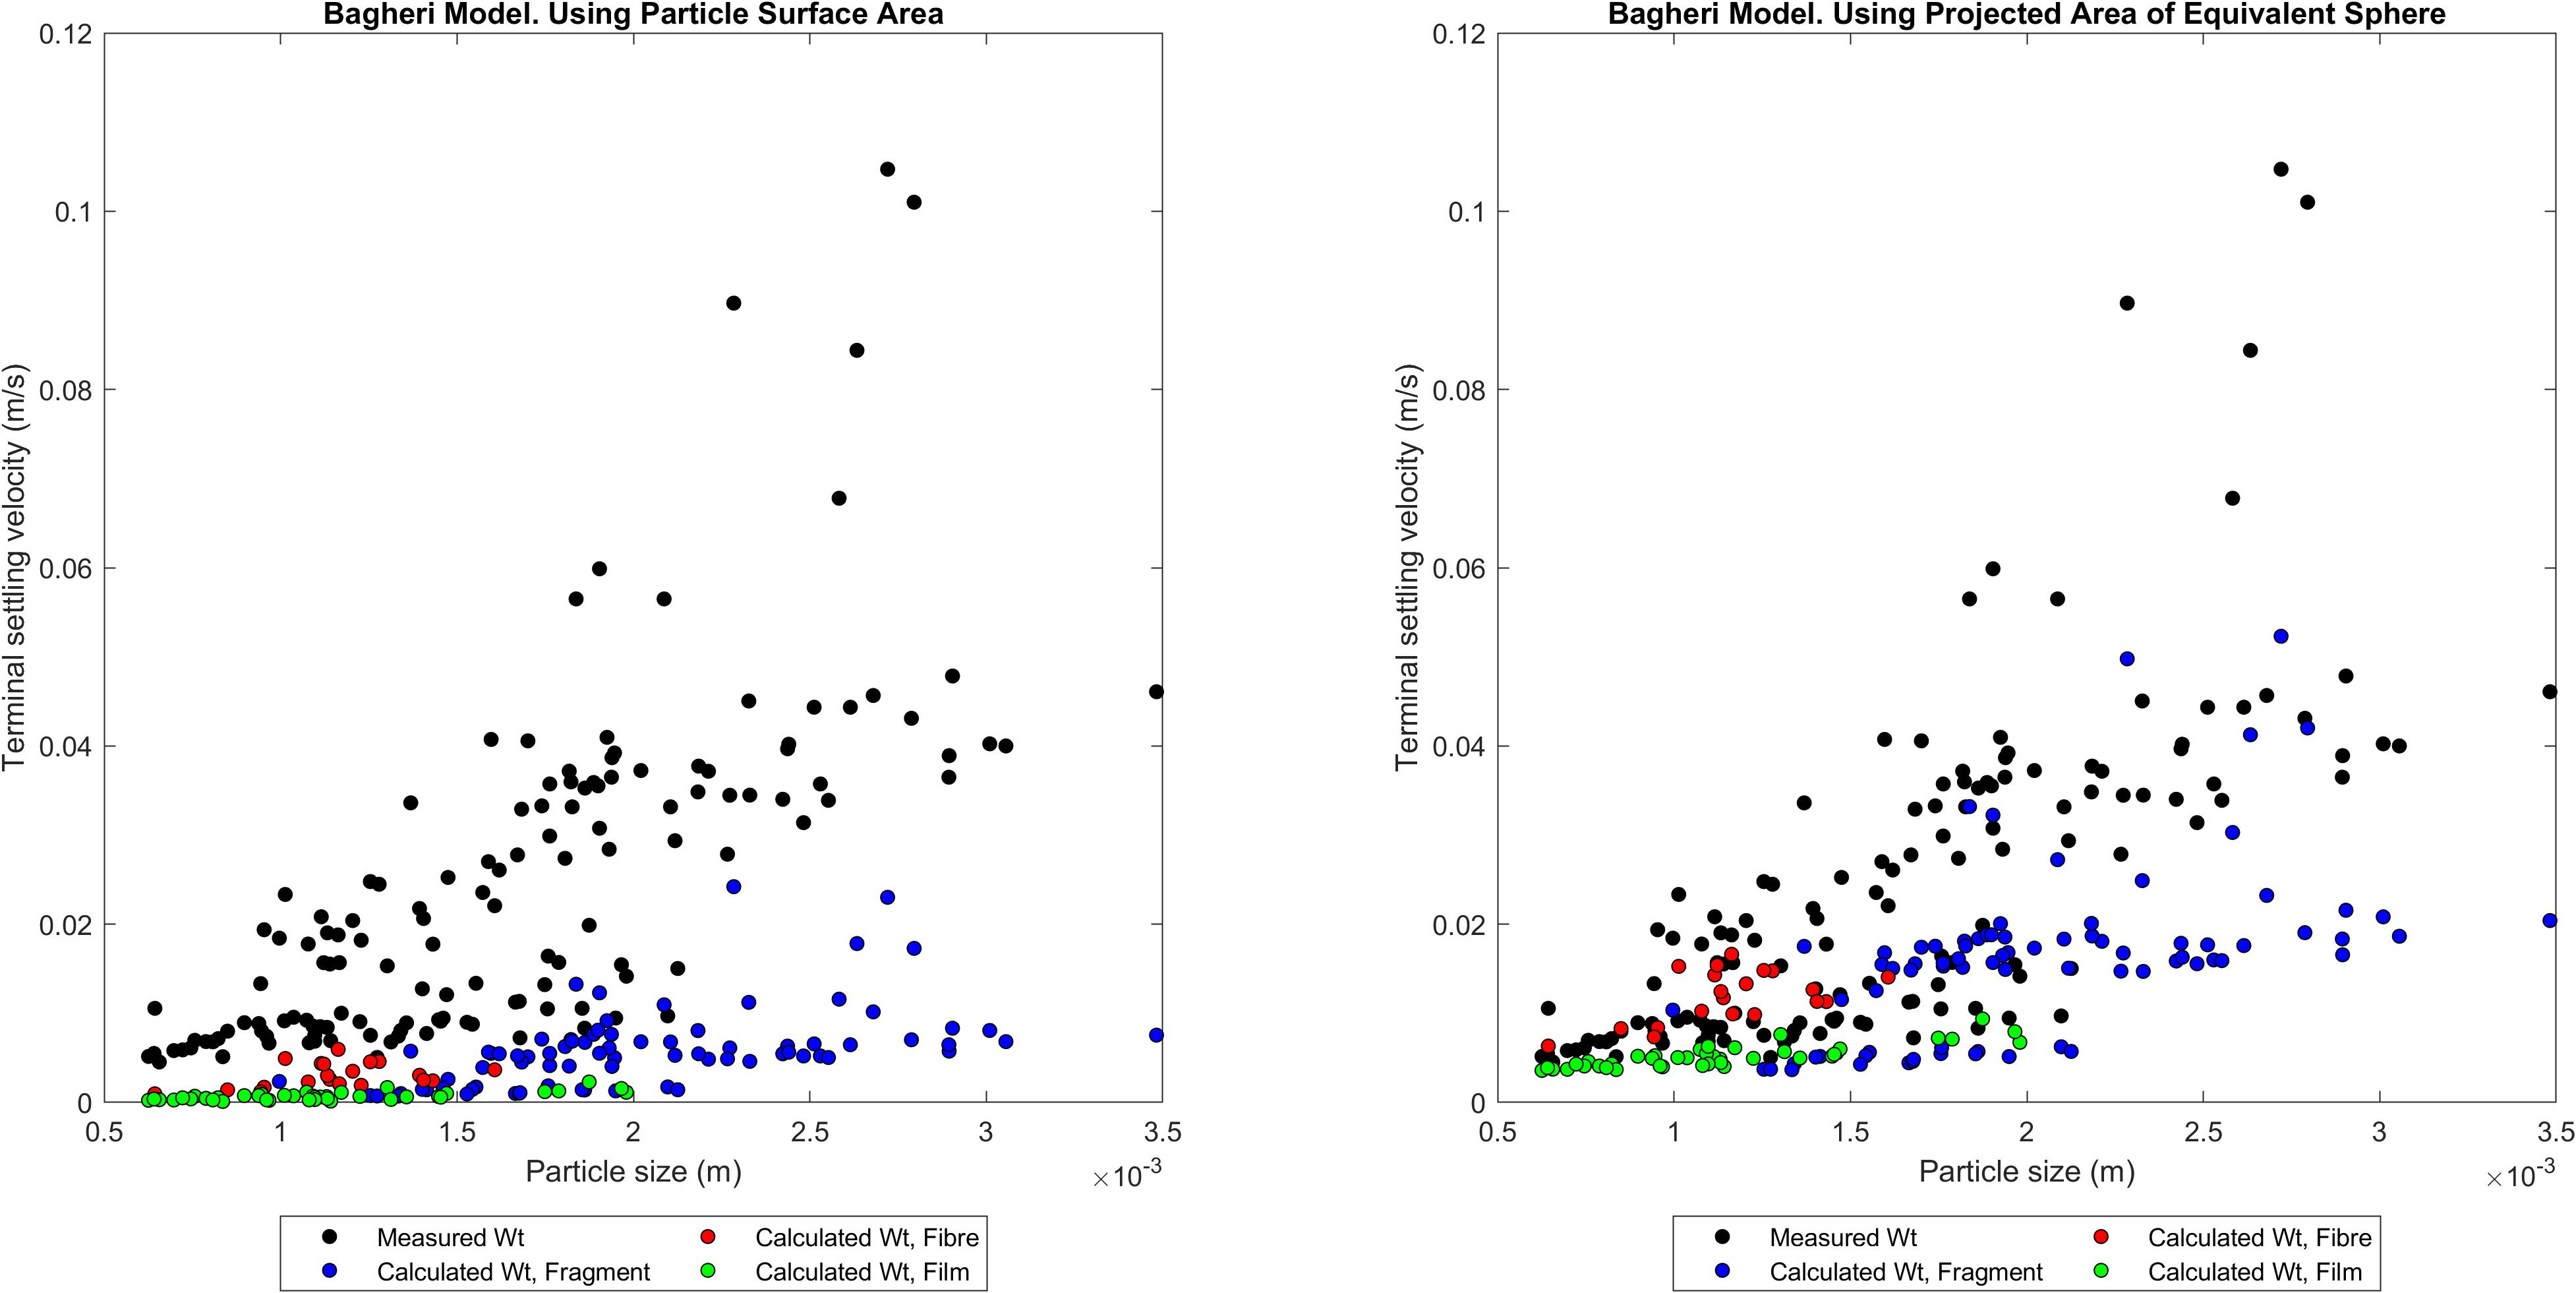 Bagheri Model. Using Particle Surface Area
0.12
0.1
0.08
0.06
0.04
0.02
0
Terminal settling velocity (m/s)
0.5 1 1.5 2 2.5 3 3.5
Particle size (m)
×10-3
Measured Wt
Calculated Wt, Fibre
Calculated Wt, Fragment
Calculated Wt, Film
Bagheri Model. Using Projected Area of Equivalent Sphere
0.12
0.1
0.08
0.06
0.04
0.02
0
Terminal settling velocity (m/s)
0.5 1 1.5 2 2.5 3 3.5
Particle size (m)
×10-3
Measured Wt
Calculated Wt, Fibre
Calculated Wt, Fragment
Calculated Wt, Film